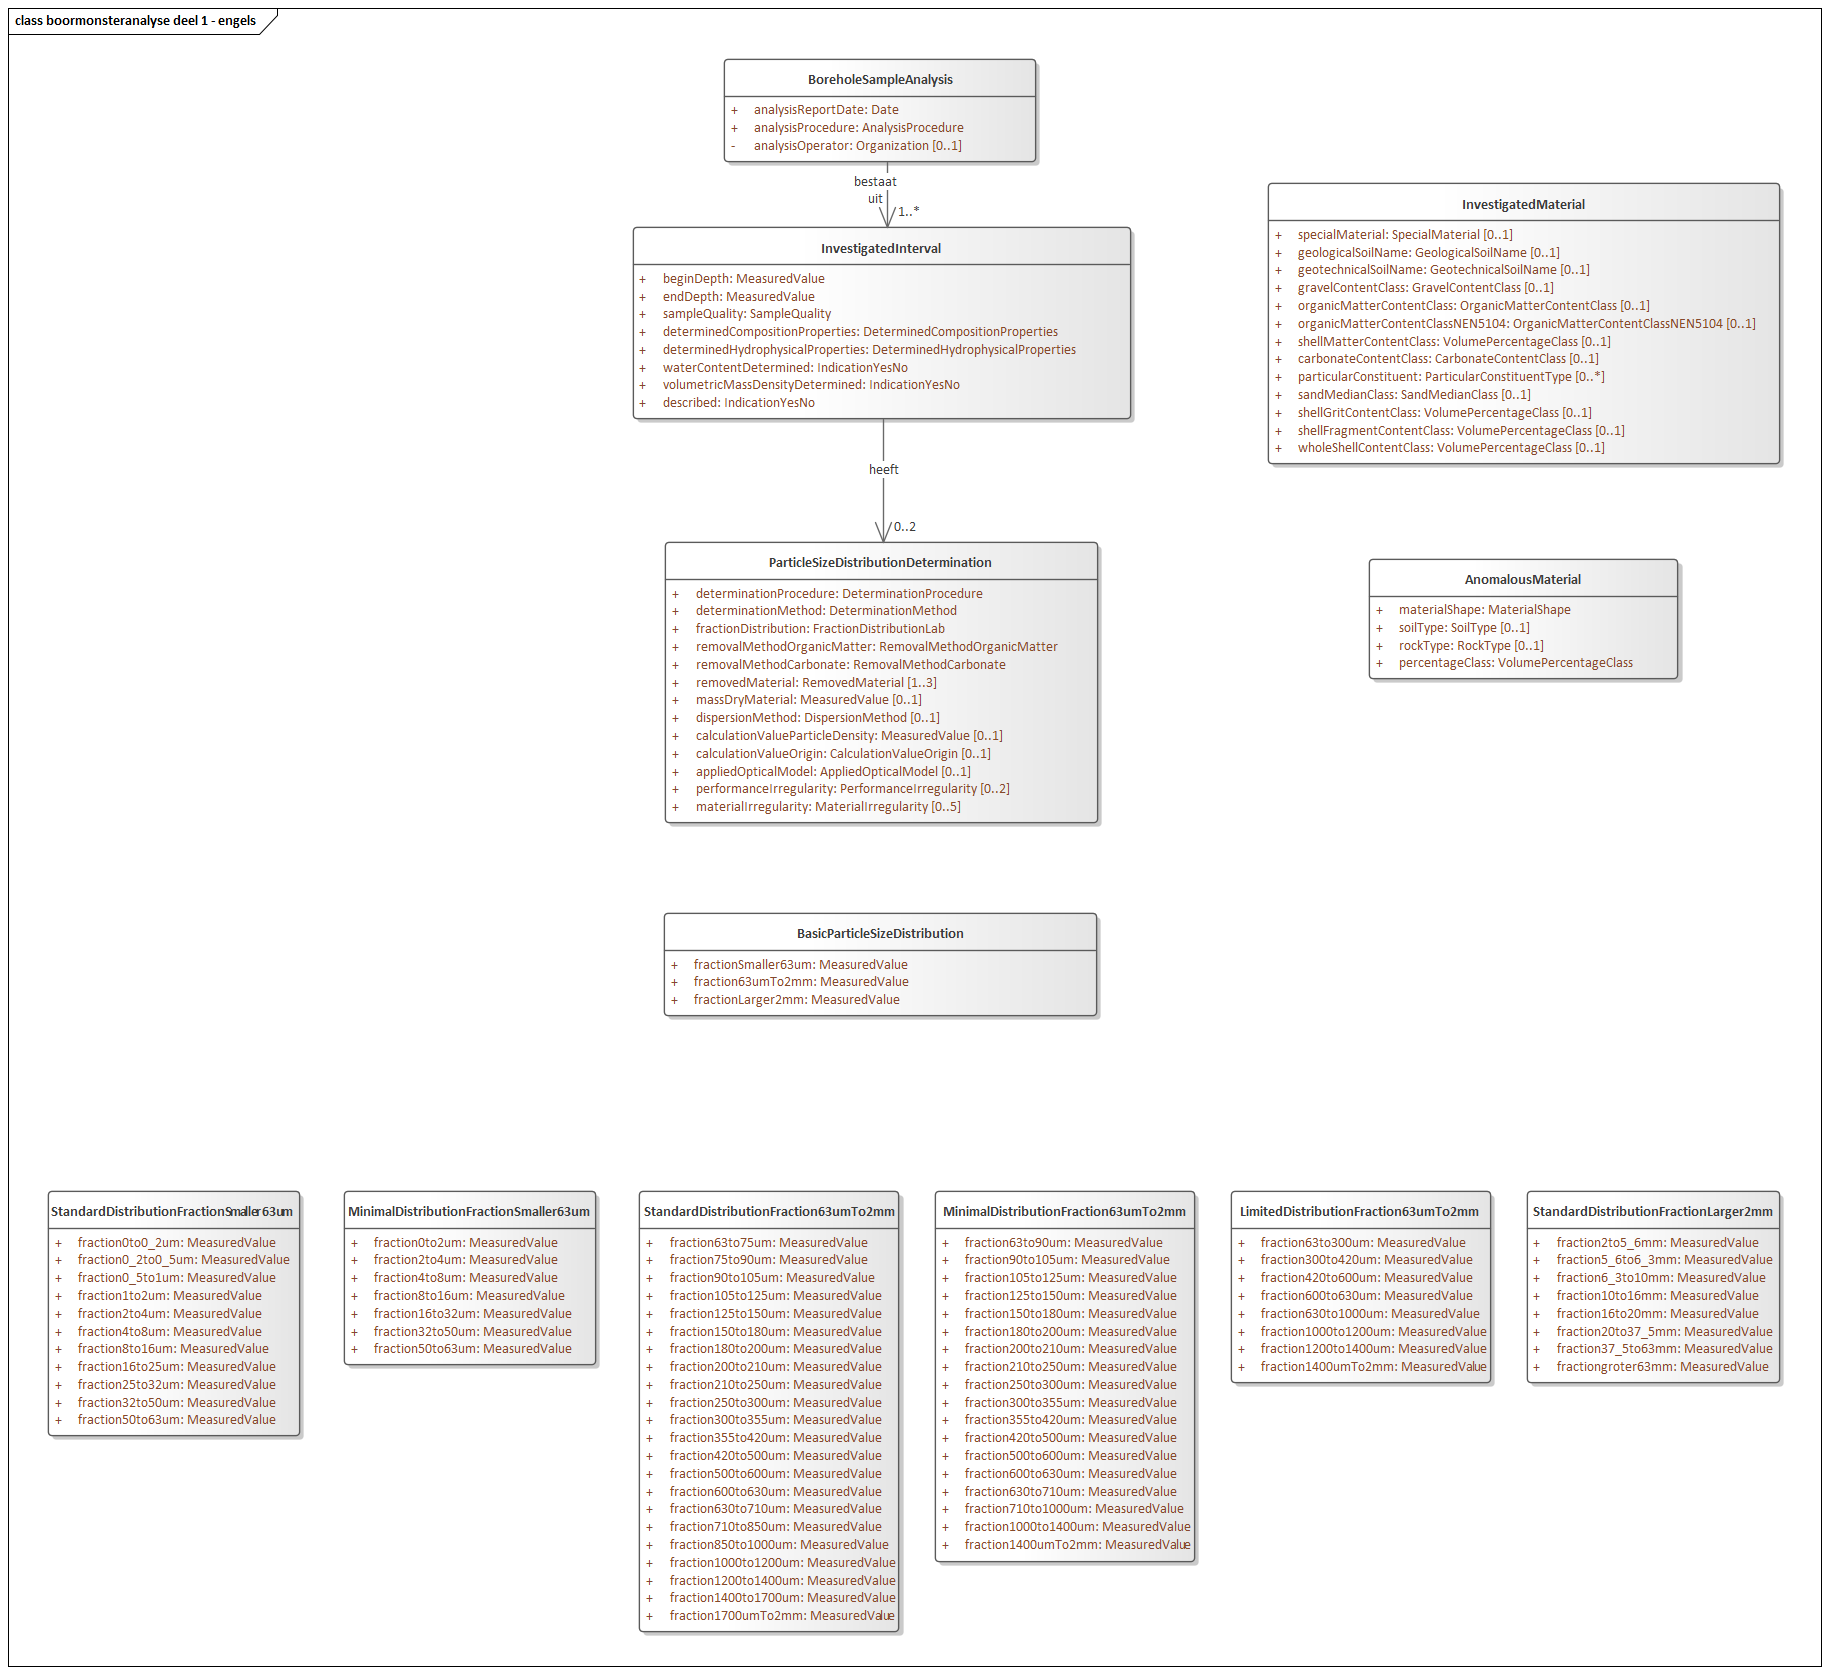 class boormonsteranalyse deel 1 - engels
BoreholeSampleAnalysis
+ analysisReportDate: Date
+ analysisProcedure: AnalysisProcedure
- analysisOperator: Organization [0..1]
bestaat
uit
1..*
InvestigatedInterval
+ beginDepth: MeasuredValue
+ endDepth: MeasuredValue
+ sampleQuality: SampleQuality
+ determinedCompositionProperties: DeterminedCompositionProperties
+ determinedHydrophysicalProperties: DeterminedHydrophysicalProperties
+ waterContentDetermined: IndicationYesNo
+ volumetricMassDensityDetermined: IndicationYesNo
+ described: IndicationYesNo
InvestigatedMaterial
+ specialMaterial: SpecialMaterial [0..1]
+ geologicalSoilName: GeologicalSoilName [0..1]
+ geotechnicalSoilName: GeotechnicalSoilName [0..1]
+ gravelContentClass: GravelContentClass [0..1]
+ organicMatterContentClass: OrganicMatterContentClass [0..1]
+ organicMatterContentClassNEN5104: OrganicMatterContentClassNEN5104 [0..1]
+ shellMatterContentClass: VolumePercentageClass [0..1]
+ carbonateContentClass: CarbonateContentClass [0..1]
+ particularConstituent: ParticularConstituentType [0..*]
+ sandMedianClass: SandMedianClass [0..1]
+ shellGritContentClass: VolumePercentageClass [0..1]
+ shellFragmentContentClass: VolumePercentageClass [0..1]
+ wholeShellContentClass: VolumePercentageClass [0..1]
heeft
0..2
ParticleSizeDistributionDetermination
+ determinationProcedure: DeterminationProcedure
+ determinationMethod: DeterminationMethod
+ fractionDistribution: FractionDistributionLab
+ removalMethodOrganicMatter: RemovalMethodOrganicMatter
+ removalMethodCarbonate: RemovalMethodCarbonate
+ removedMaterial: RemovedMaterial [1..3]
+ massDryMaterial: MeasuredValue [0..1]
+ dispersionMethod: DispersionMethod [0..1]
+ calculationValueParticleDensity: MeasuredValue [0..1]
+ calculationValueOrigin: CalculationValueOrigin [0..1]
+ appliedOpticalModel: AppliedOpticalModel [0..1]
+ performanceIrregularity: PerformanceIrregularity [0..2]
+ materialIrregularity: MaterialIrregularity [0..5]
AnomalousMaterial
+ materialShape: MaterialShape
+ soilType: SoilType [0..1]
+ rockType: RockType [0..1]
+ percentageClass: VolumePercentageClass
BasicParticleSizeDistribution
+ fractionSmaller63um: MeasuredValue
+ fraction63umTo2mm: MeasuredValue
+ fractionLarger2mm: MeasuredValue
StandardDistributionFractionSmaller63um
+ fraction0to0_2um: MeasuredValue
+ fraction0_2to0_5um: MeasuredValue
+ fraction0_5to1um: MeasuredValue
+ fraction1to2um: MeasuredValue
+ fraction2to4um: MeasuredValue
+ fraction4to8um: MeasuredValue
+ fraction8to16um: MeasuredValue
+ fraction16to25um: MeasuredValue
+ fraction25to32um: MeasuredValue
+ fraction32to50um: MeasuredValue
+ fraction50to63um: MeasuredValue
MinimalDistributionFractionSmaller63um
+ fraction0to2um: MeasuredValue
+ fraction2to4um: MeasuredValue
+ fraction4to8um: MeasuredValue
+ fraction8to16um: MeasuredValue
+ fraction16to32um: MeasuredValue
+ fraction32to50um: MeasuredValue
+ fraction50to63um: MeasuredValue
StandardDistributionFraction63umTo2mm
+ fraction63to75um: MeasuredValue
+ fraction75to90um: MeasuredValue
+ fraction90to105um: MeasuredValue
+ fraction105to125um: MeasuredValue
+ fraction125to150um: MeasuredValue
+ fraction150to180um: MeasuredValue
+ fraction180to200um: MeasuredValue
+ fraction200to210um: MeasuredValue
+ fraction210to250um: MeasuredValue
+ fraction250to300um: MeasuredValue
+ fraction300to355um: MeasuredValue
+ fraction355to420um: MeasuredValue
+ fraction420to500um: MeasuredValue
+ fraction500to600um: MeasuredValue
+ fraction600to630um: MeasuredValue
+ fraction630to710um: MeasuredValue
+ fraction710to850um: MeasuredValue
+ fraction850to1000um: MeasuredValue
+ fraction1000to1200um: MeasuredValue
+ fraction1200to1400um: MeasuredValue
+ fraction1400to1700um: MeasuredValue
+ fraction1700umTo2mm: MeasuredValue
MinimalDistributionFraction63umTo2mm
+ fraction63to90um: MeasuredValue
+ fraction90to105um: MeasuredValue
+ fraction105to125um: MeasuredValue
+ fraction125to150um: MeasuredValue
+ fraction150to180um: MeasuredValue
+ fraction180to200um: MeasuredValue
+ fraction200to210um: MeasuredValue
+ fraction210to250um: MeasuredValue
+ fraction250to300um: MeasuredValue
+ fraction300to355um: MeasuredValue
+ fraction355to420um: MeasuredValue
+ fraction420to500um: MeasuredValue
+ fraction500to600um: MeasuredValue
+ fraction600to630um: MeasuredValue
+ fraction630to710um: MeasuredValue
+ fraction710to1000um: MeasuredValue
+ fraction1000to1400um: MeasuredValue
+ fraction1400umTo2mm: MeasuredValue
LimitedDistributionFraction63umTo2mm
+ fraction63to300um: MeasuredValue
+ fraction300to420um: MeasuredValue
+ fraction420to600um: MeasuredValue
+ fraction600to630um: MeasuredValue
+ fraction630to1000um: MeasuredValue
+ fraction1000to1200um: MeasuredValue
+ fraction1200to1400um: MeasuredValue
+ fraction1400umTo2mm: MeasuredValue
StandardDistributionFractionLarger2mm
+ fraction2to5_6mm: MeasuredValue
+ fraction5_6to6_3mm: MeasuredValue
+ fraction6_3to10mm: MeasuredValue
+ fraction10to16mm: MeasuredValue
+ fraction16to20mm: MeasuredValue
+ fraction20to37_5mm: MeasuredValue
+ fraction37_5to63mm: MeasuredValue
+ fractiongroter63mm: MeasuredValue